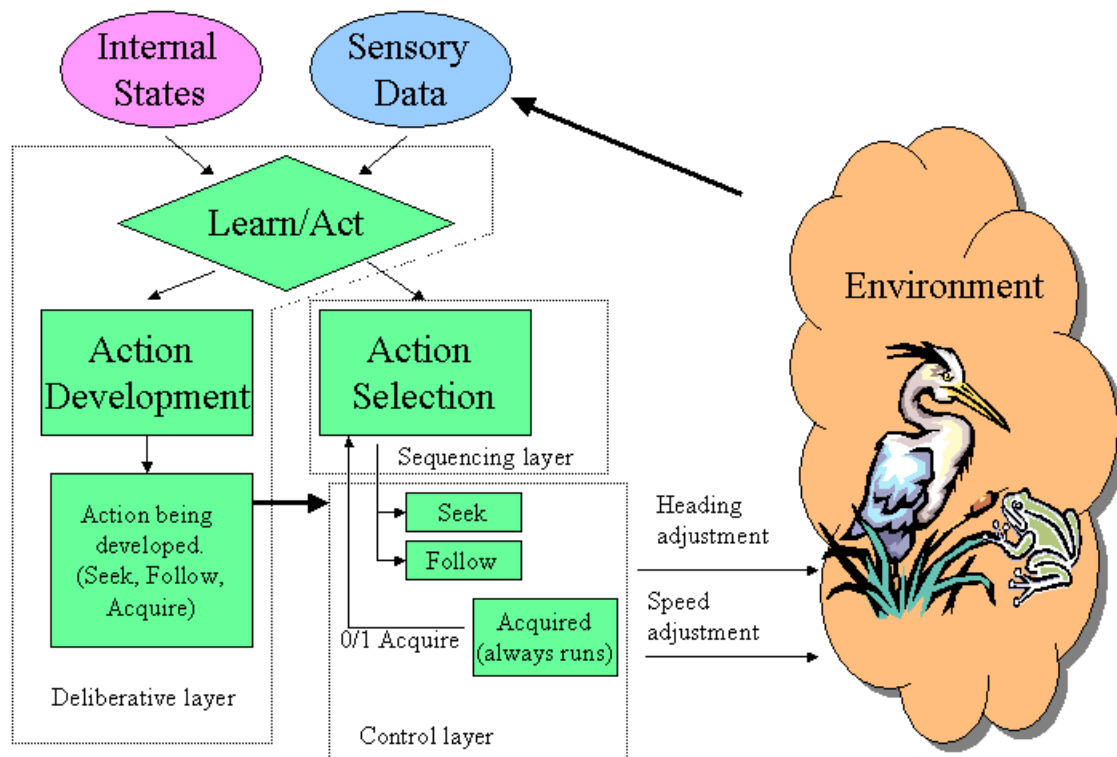 Internal
States
Sensory
Data
Learn/Act
Environment
Action
Development
Action
Selection
Sequencing layer
Action being
developed.
(Seek, Follow,
Acquire)
Seek
Follow
Heading
adjustment
0/1 Acquire
Acquired
(always runs)
Speed
adjustment
Deliberative layer
Control layer